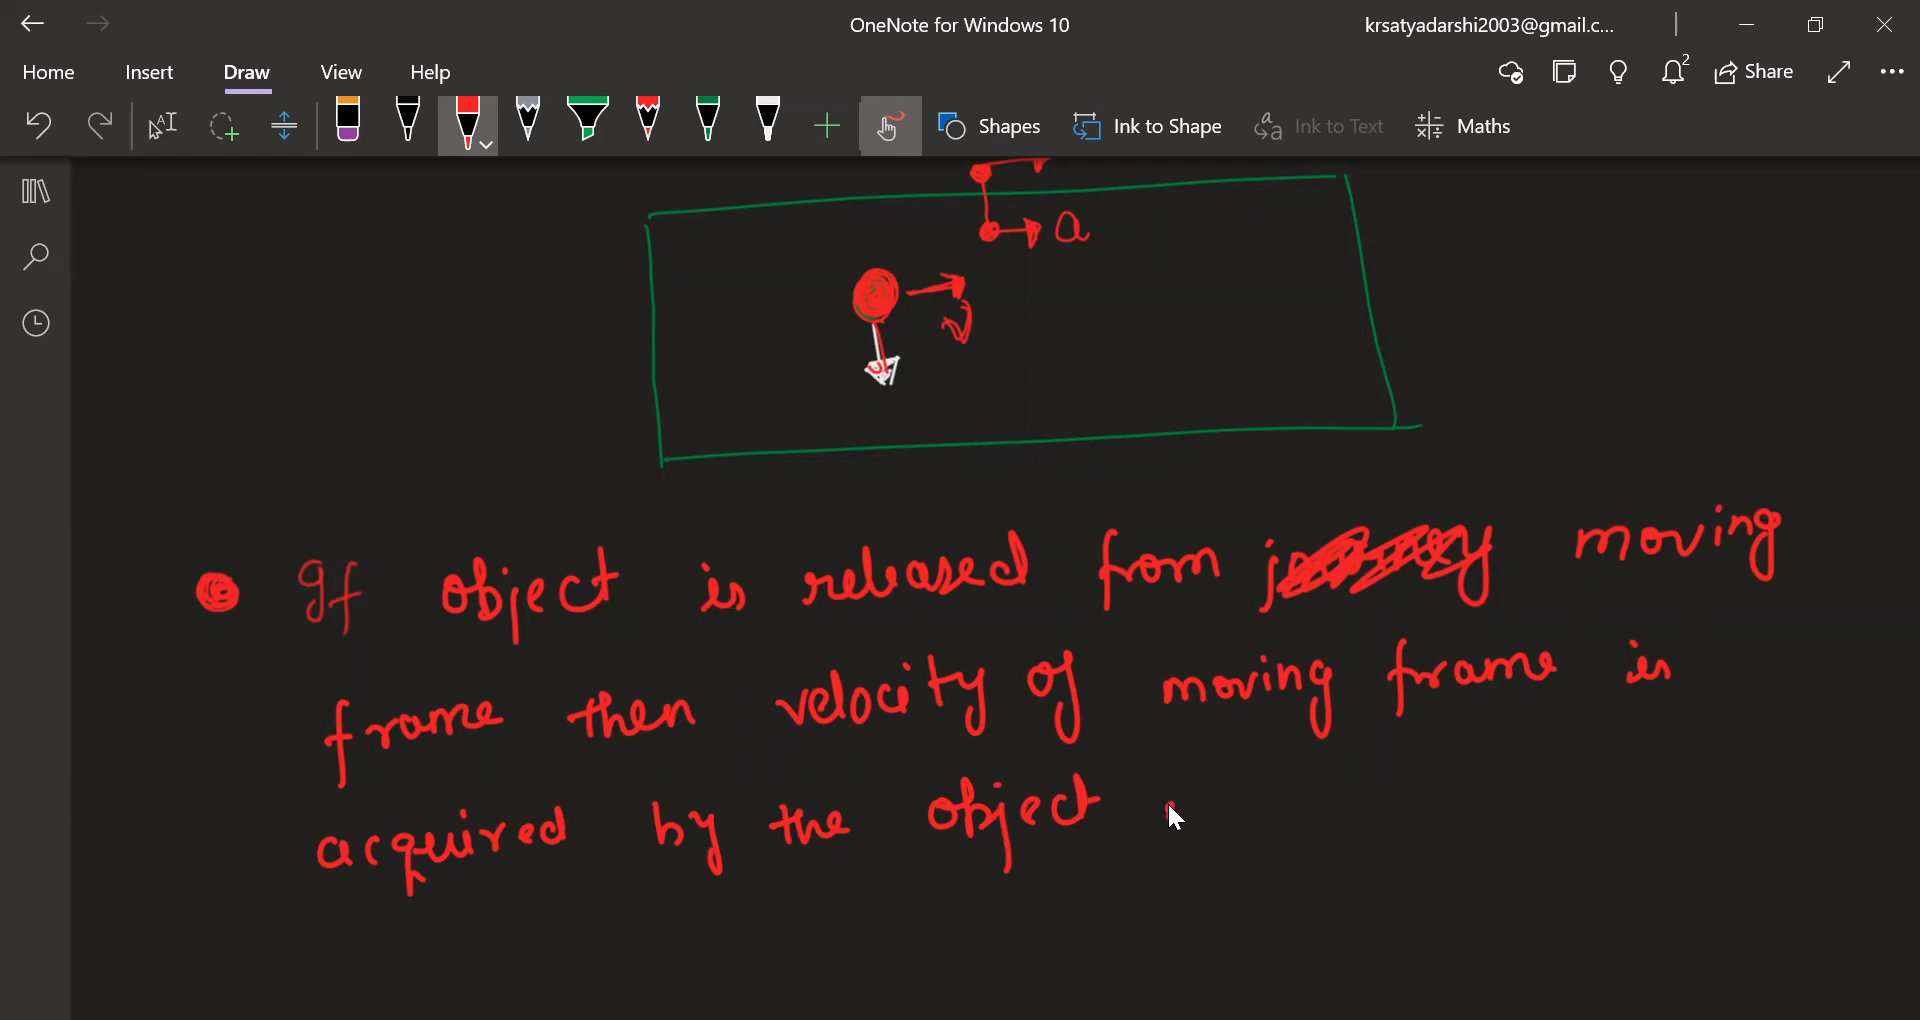 OneNote for Windows 10
krsatyadarshi2003@gmail.c...
Home Insert Draw View Help
2 Share
Shapes Ink to Shape Ink to Text Maths
a
If object is released from moving
frame then velocity of moving frame is
acquired by the object